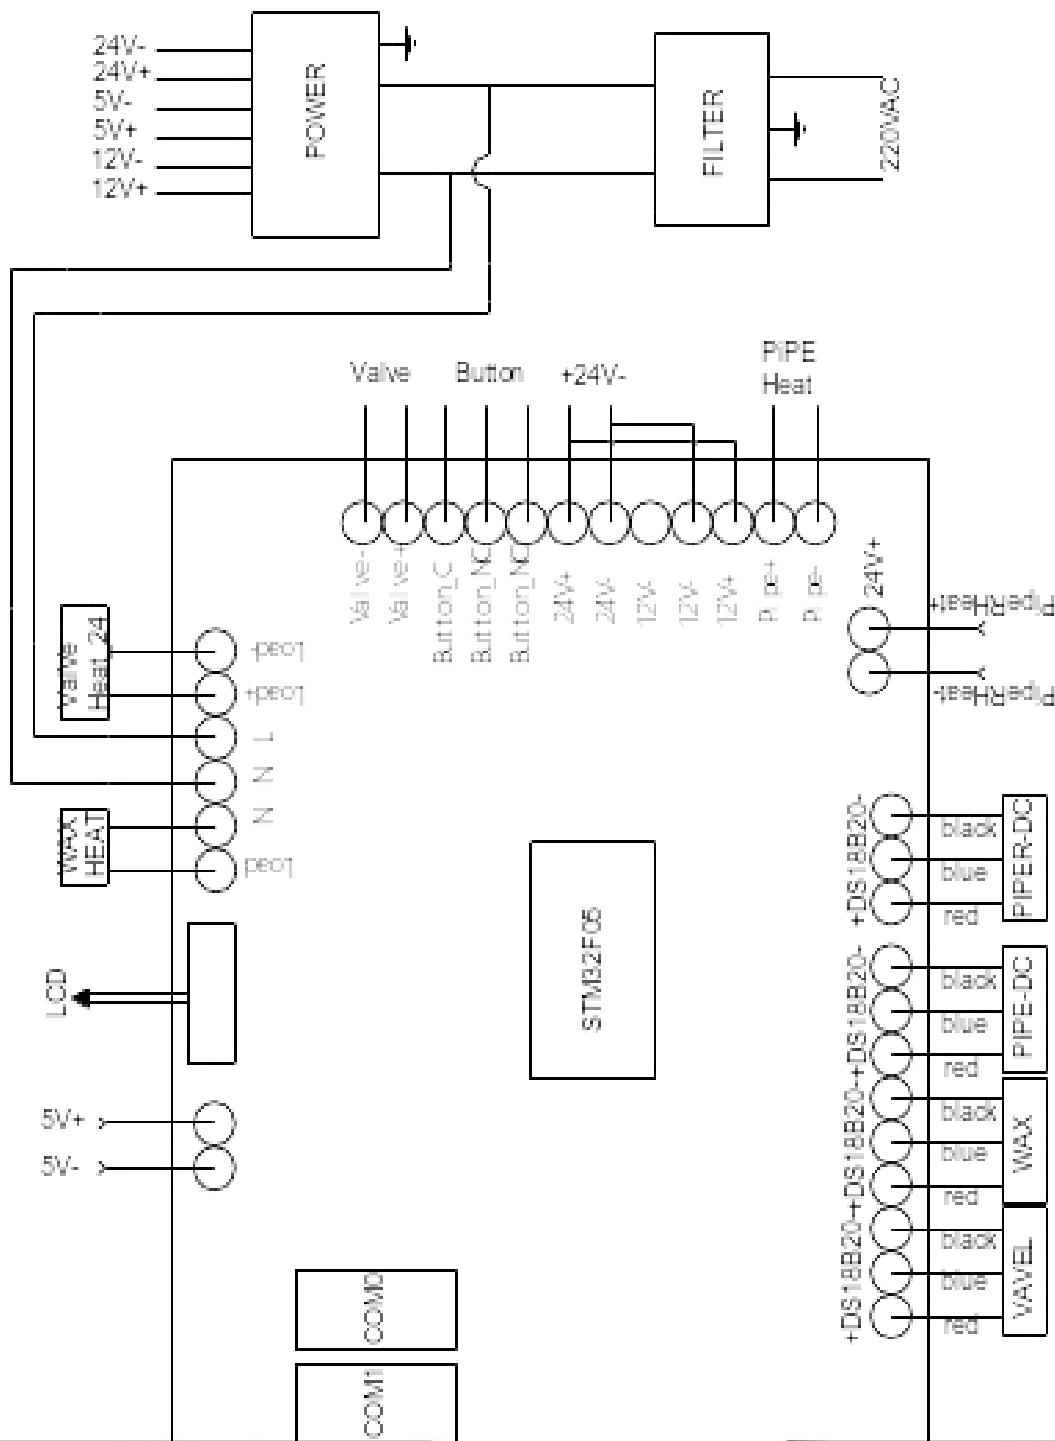 24V-
24V+
5V-
5V+
12V-
12V+
POWER
FILTER
220VAC
Valve
Button
+24V-
PIPE
Heat
Valve-
Valve+
Button_C
Button_NC
Button_NO
24V+
24V-
12V-
12V-
12V+
Pipe+
Pipe-
24V+
PiperRHeat+
PiperRHeat-
Valve
Heat_24
Load-
Load+
L
N
N
Load
WAX
HEAT
LCD
5V+
5V-
STM32F05
COM0
COM1
+DS18B20-
black
blue
red
PIPER-DC
+DS18B20-
black
blue
red
PIPE-DC
+DS18B20-
black
blue
red
WAX
+DS18B20-
black
blue
red
VAVEL